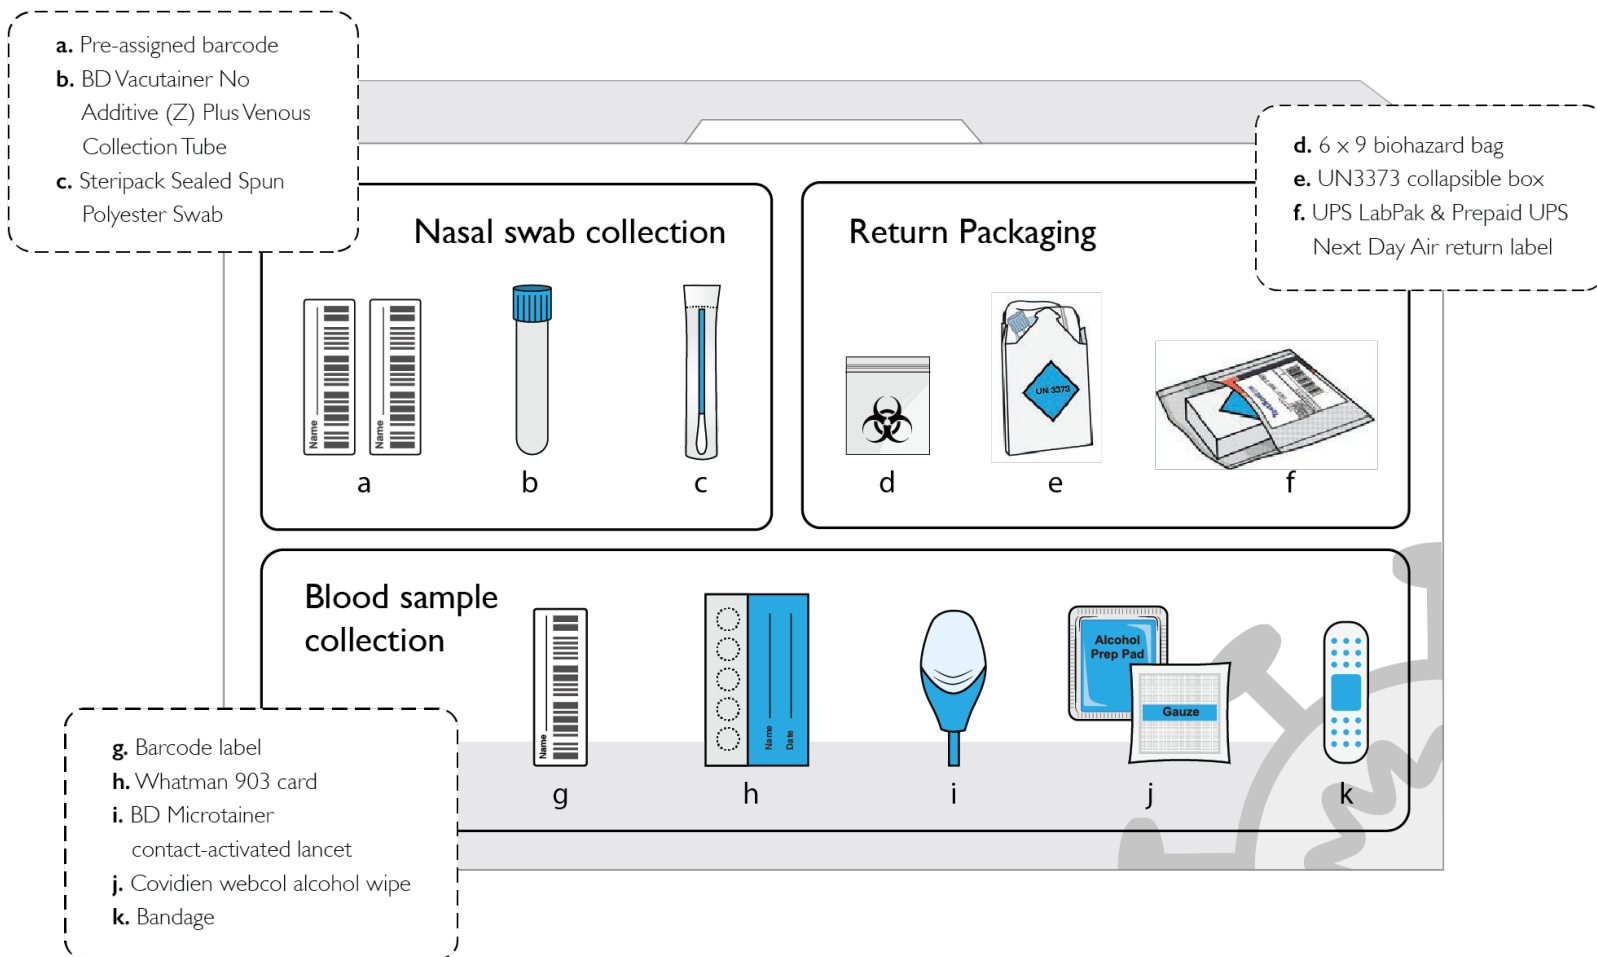 a. Pre-assigned barcode
b. BD Vacutainer No
Additive (Z) Plus Venous
Collection Tube
c. Steripack Sealed Spun
Polyester Swab
d. 6 x 9 biohazard bag
e. UN3373 collapsible box
f. UPS LabPak & Prepaid UPS
Next Day Air return label
Nasal swab collection
Name
Name
a
b
c
Return Packaging
UN 3373
d
e
f
Blood sample
collection
Name
Name
Date
Alcohol
Prep Pad
Gauze
g
h
i
j
k
g. Barcode label
h. Whatman 903 card
i. BD Microtainer
contact-activated lancet
j. Covidien webcol alcohol wipe
k. Bandage